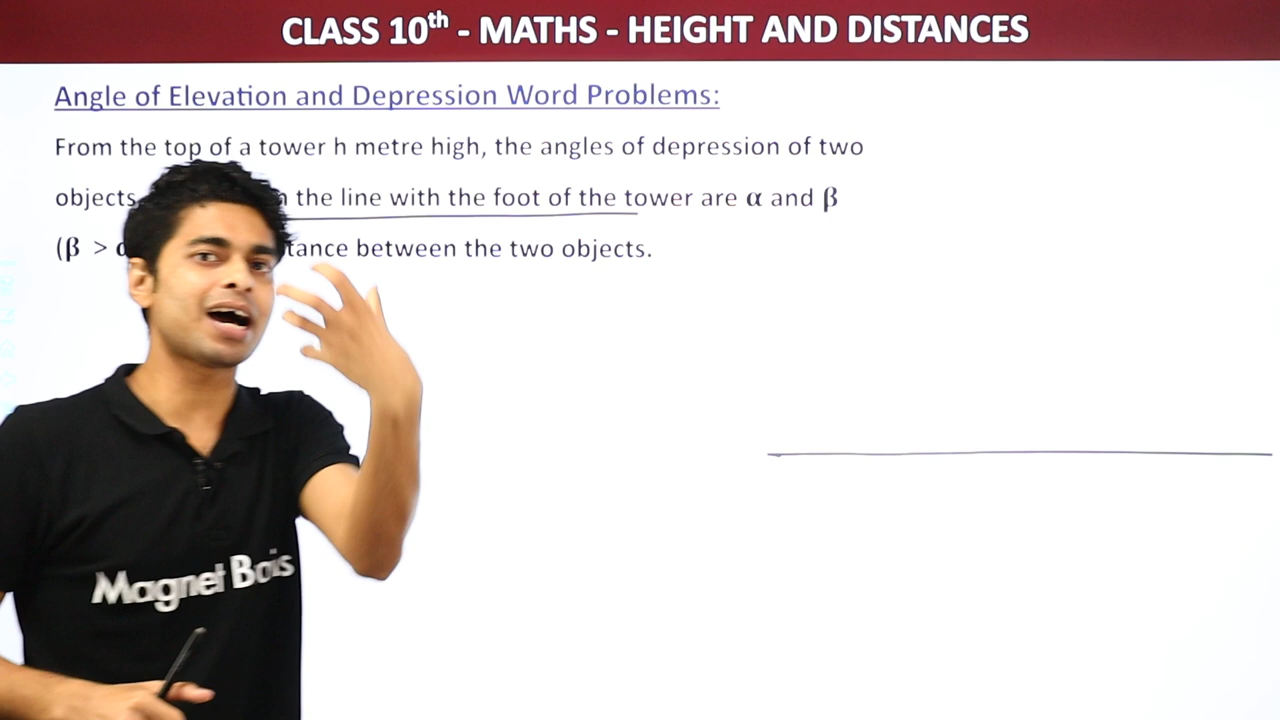 CLASS 10th - MATHS - HEIGHT AND DISTANCES
Angle of Elevation and Depression Word Problems:
From the top of a tower h metre high, the angles of depression of two
objects the line with the foot of the tower are α and β
(β > between the two objects.
Magnet